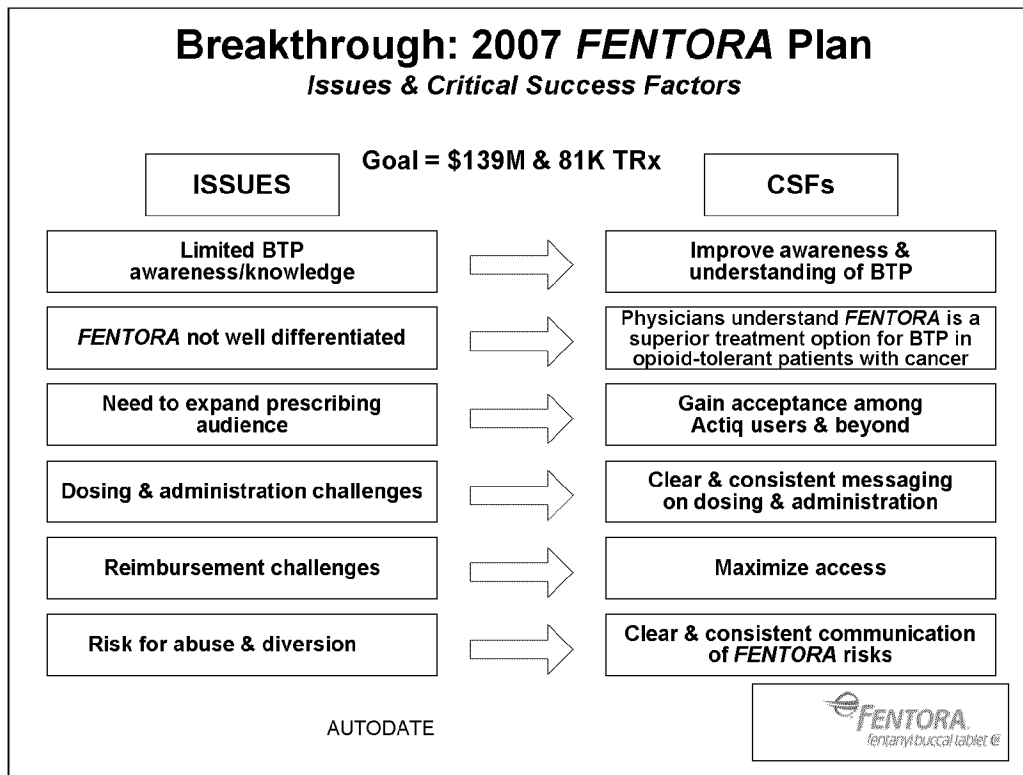 Breakthrough: 2007 FENTORA Plan
Issues & Critical Success Factors
Goal = $139M & 81K TRx
ISSUES
CSFs
Limited BTP
awareness/knowledge
Improve awareness &
understanding of BTP
FENTORA not well differentiated
Physicians understand FENTORA is a
superior treatment option for BTP in
opioid-tolerant patients with cancer
Need to expand prescribing
audience
Gain acceptance among
Actiq users & beyond
Dosing & administration challenges
Clear & consistent messaging
on dosing & administration
Reimbursement challenges
Maximize access
Risk for abuse & diversion
Clear & consistent communication
of FENTORA risks
AUTODATE
FENTORA
fentanyl buccal tablet